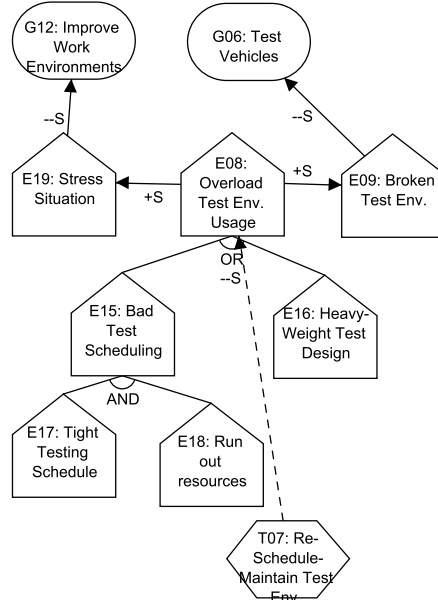 G12: Improve
Work
Environments
G06: Test
Vehicles
--S
--S
E19: Stress
Situation
+S
E08:
Overload
Test Env.
Usage
+S
E09: Broken
Test Env.
OR
--S
E15: Bad
Test
Scheduling
E16: Heavy-
Weight Test
Design
AND
E17: Tight
Testing
Schedule
E18: Run
out
resources
T07: Re-
Schedule-
Maintain Test
Env.